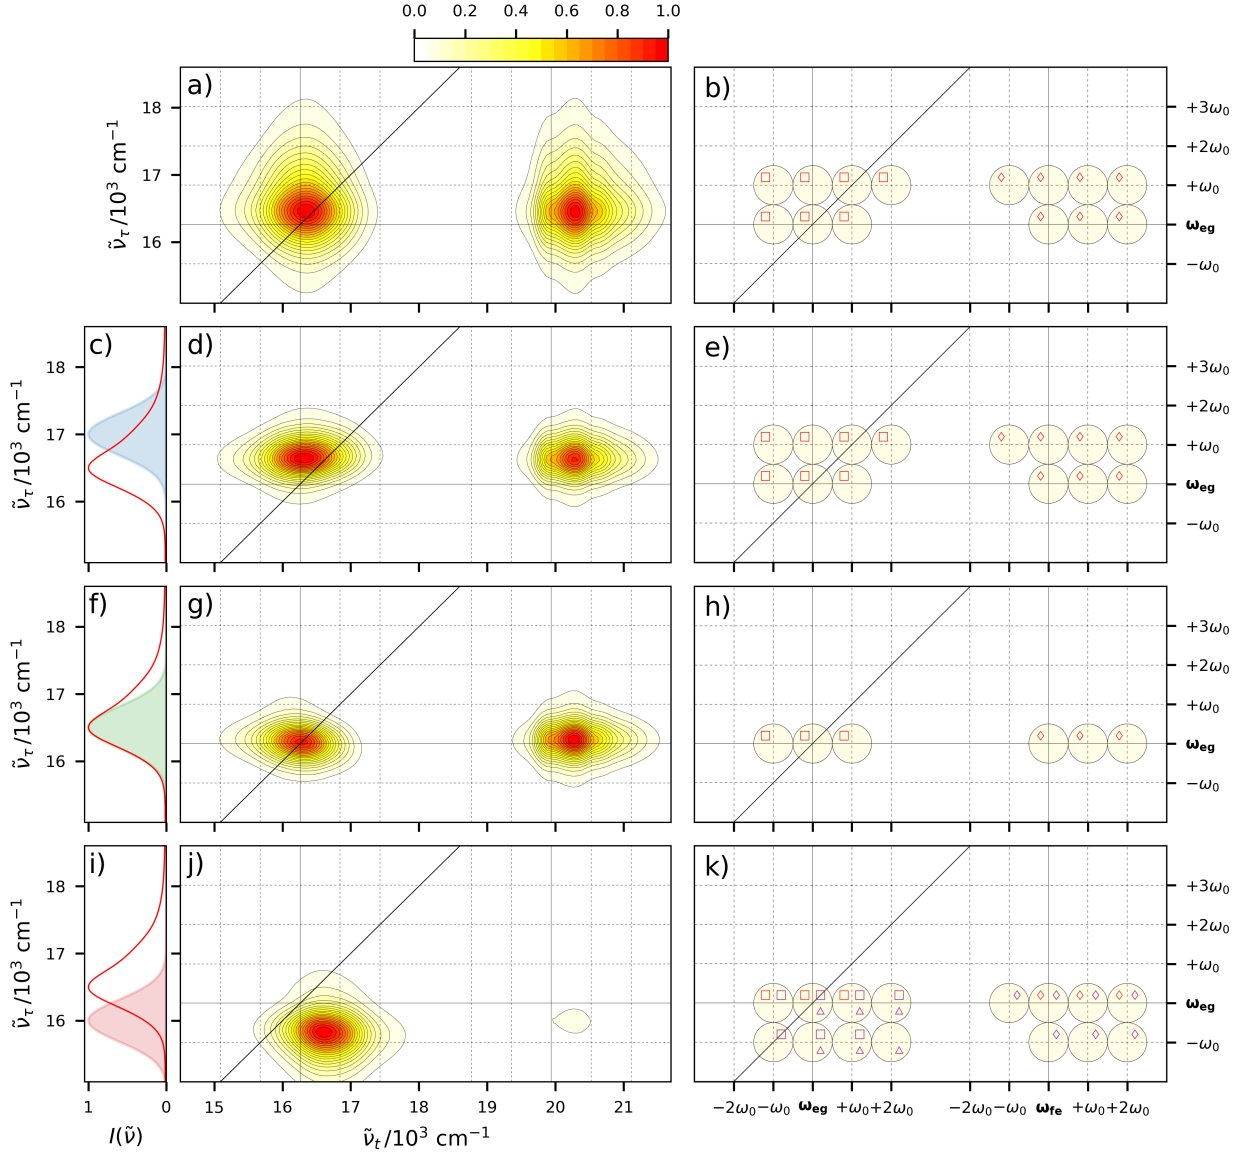 0.0 0.2 0.4 0.6 0.8 1.0
a) b)
ν̃τ/10³ cm⁻¹
18
17
16
+3ω₀
+2ω₀
+ω₀
ωeg
−ω₀
c) d) e)
ν̃τ/10³ cm⁻¹
18
17
16
+3ω₀
+2ω₀
+ω₀
ωeg
−ω₀
f) g) h)
ν̃τ/10³ cm⁻¹
18
17
16
+3ω₀
+2ω₀
+ω₀
ωeg
−ω₀
i) j) k)
ν̃τ/10³ cm⁻¹
18
17
16
+3ω₀
+2ω₀
+ω₀
ωeg
−ω₀
1 0 15 16 17 18 19 20 21 −2ω₀ −ω₀ ωeg +ω₀ +2ω₀ −2ω₀ −ω₀ ωfe +ω₀ +2ω₀
I(ν̃) ν̃t/10³ cm⁻¹